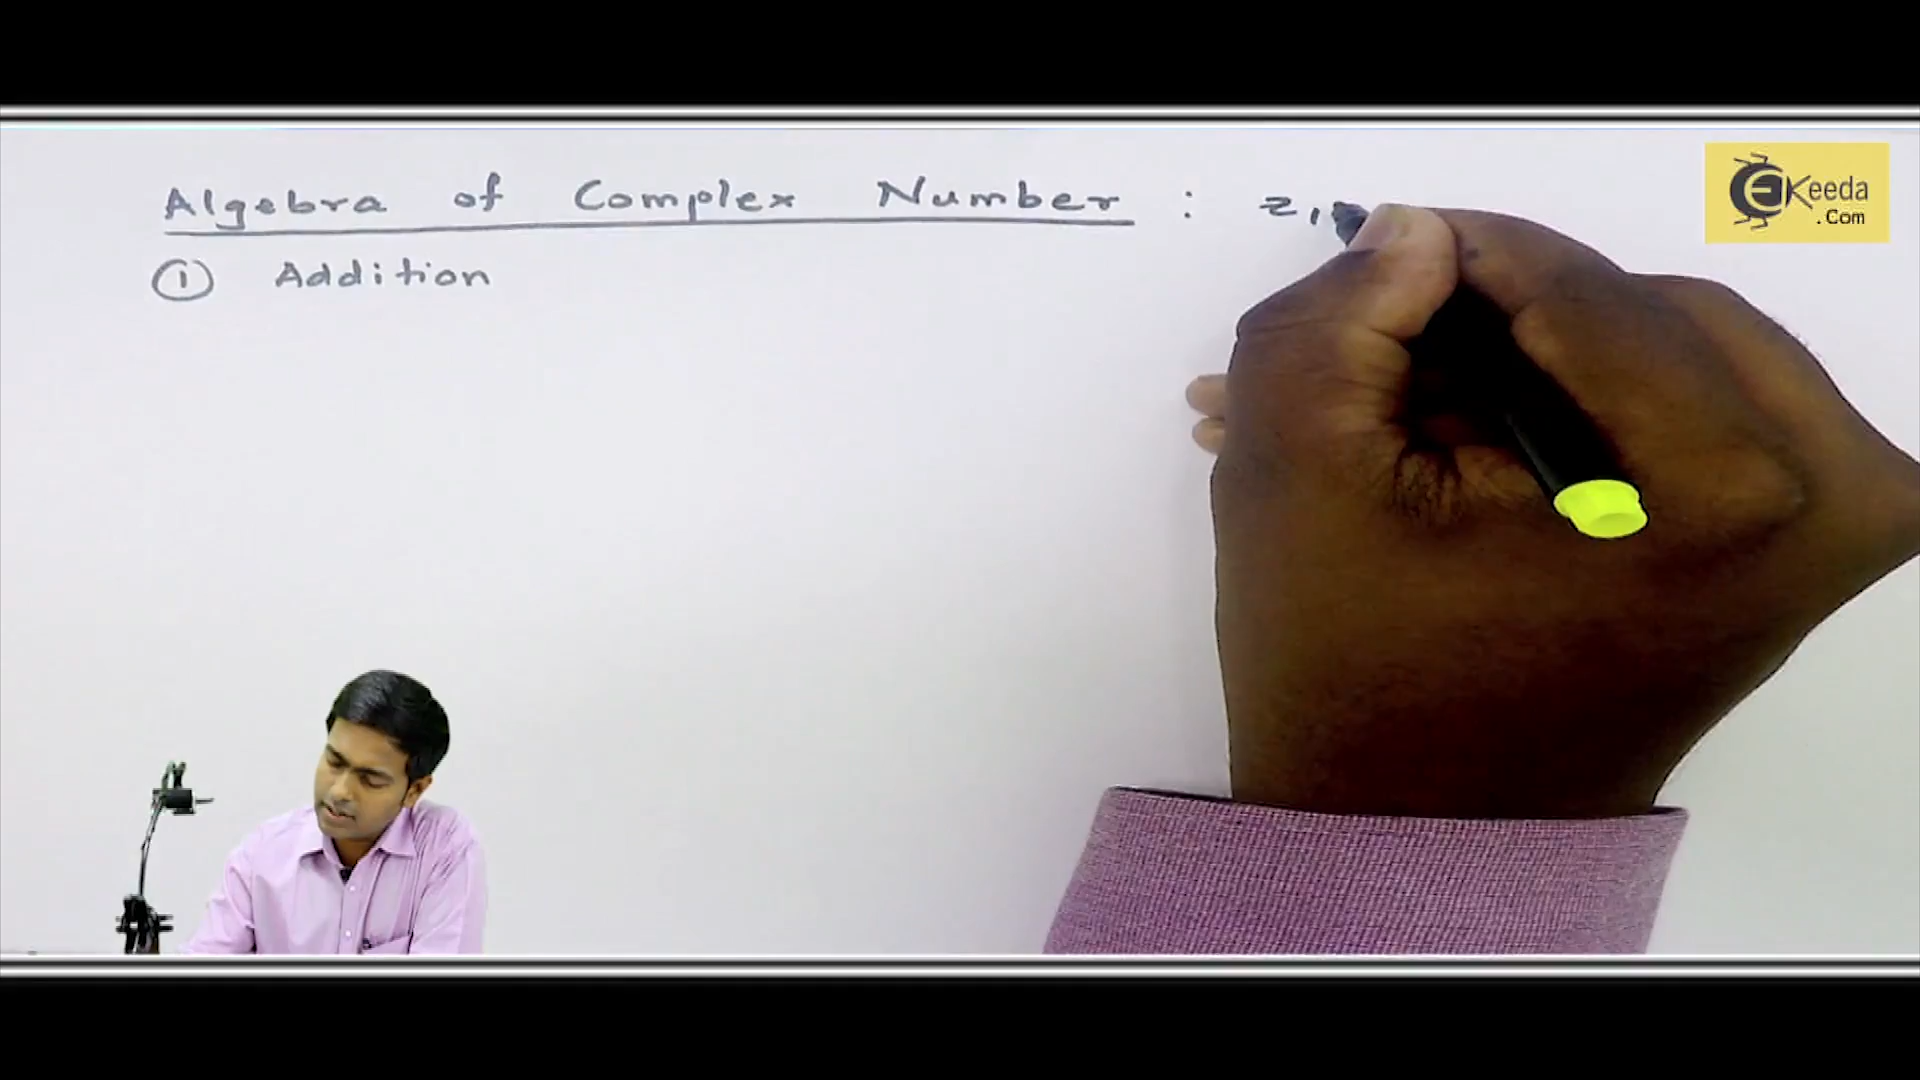 Algebra of Complex Number : z₁
① Addition
EKeeda
.Com